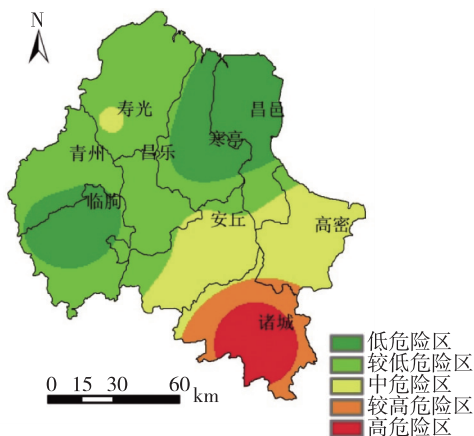 N
寿光
昌邑
寒亭
青州
昌乐
临朐
安丘
高密
诸城
低危险区
较低危险区
中危险区
较高危险区
高危险区
0 15 30 60 km